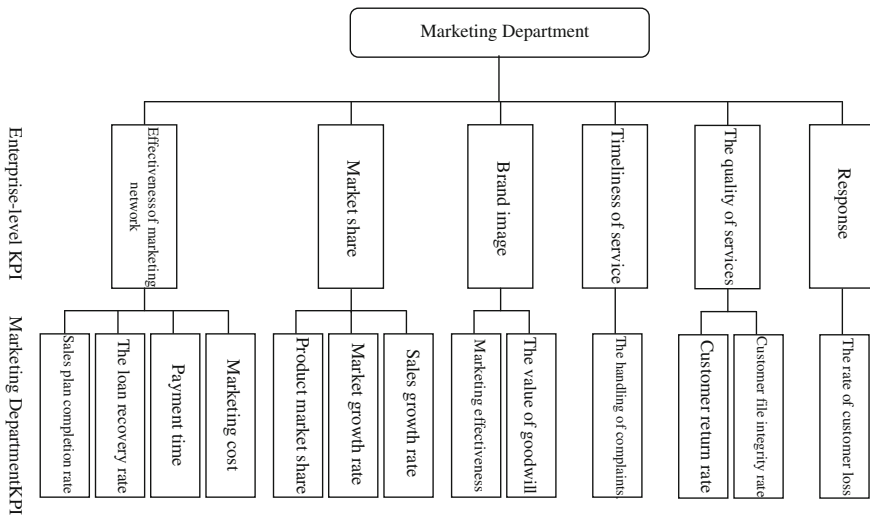 Marketing Department
Enterprise-level KPI
Effectiveness of marketing
network
Market share
Brand image
Timeliness of service
The quality of services
Response
Marketing DepartmentKPI
Sales plan completion rate
The loan recovery rate
Payment time
Marketing cost
Product market share
Market growth rate
Sales growth rate
Marketing effectiveness
The value of goodwill
The handling of complaints
Customer return rate
Customer file integrity rate
The rate of customer loss